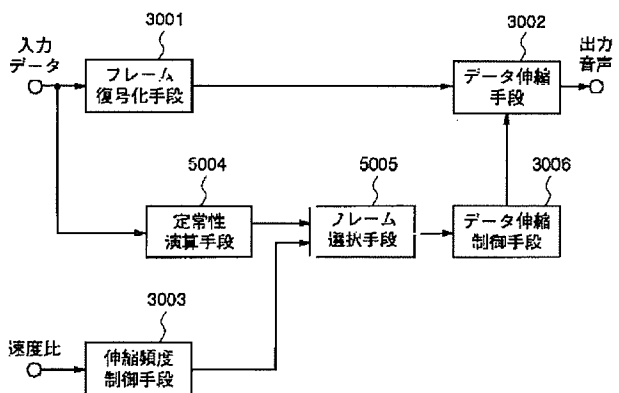 3001
3002
入力
データ
フレーム
復号化手段
データ伸縮
手段
出力
音声
5004
5005
3006
定常性
演算手段
フレーム
選択手段
データ伸縮
制御手段
3003
速度比
伸縮頻度
制御手段